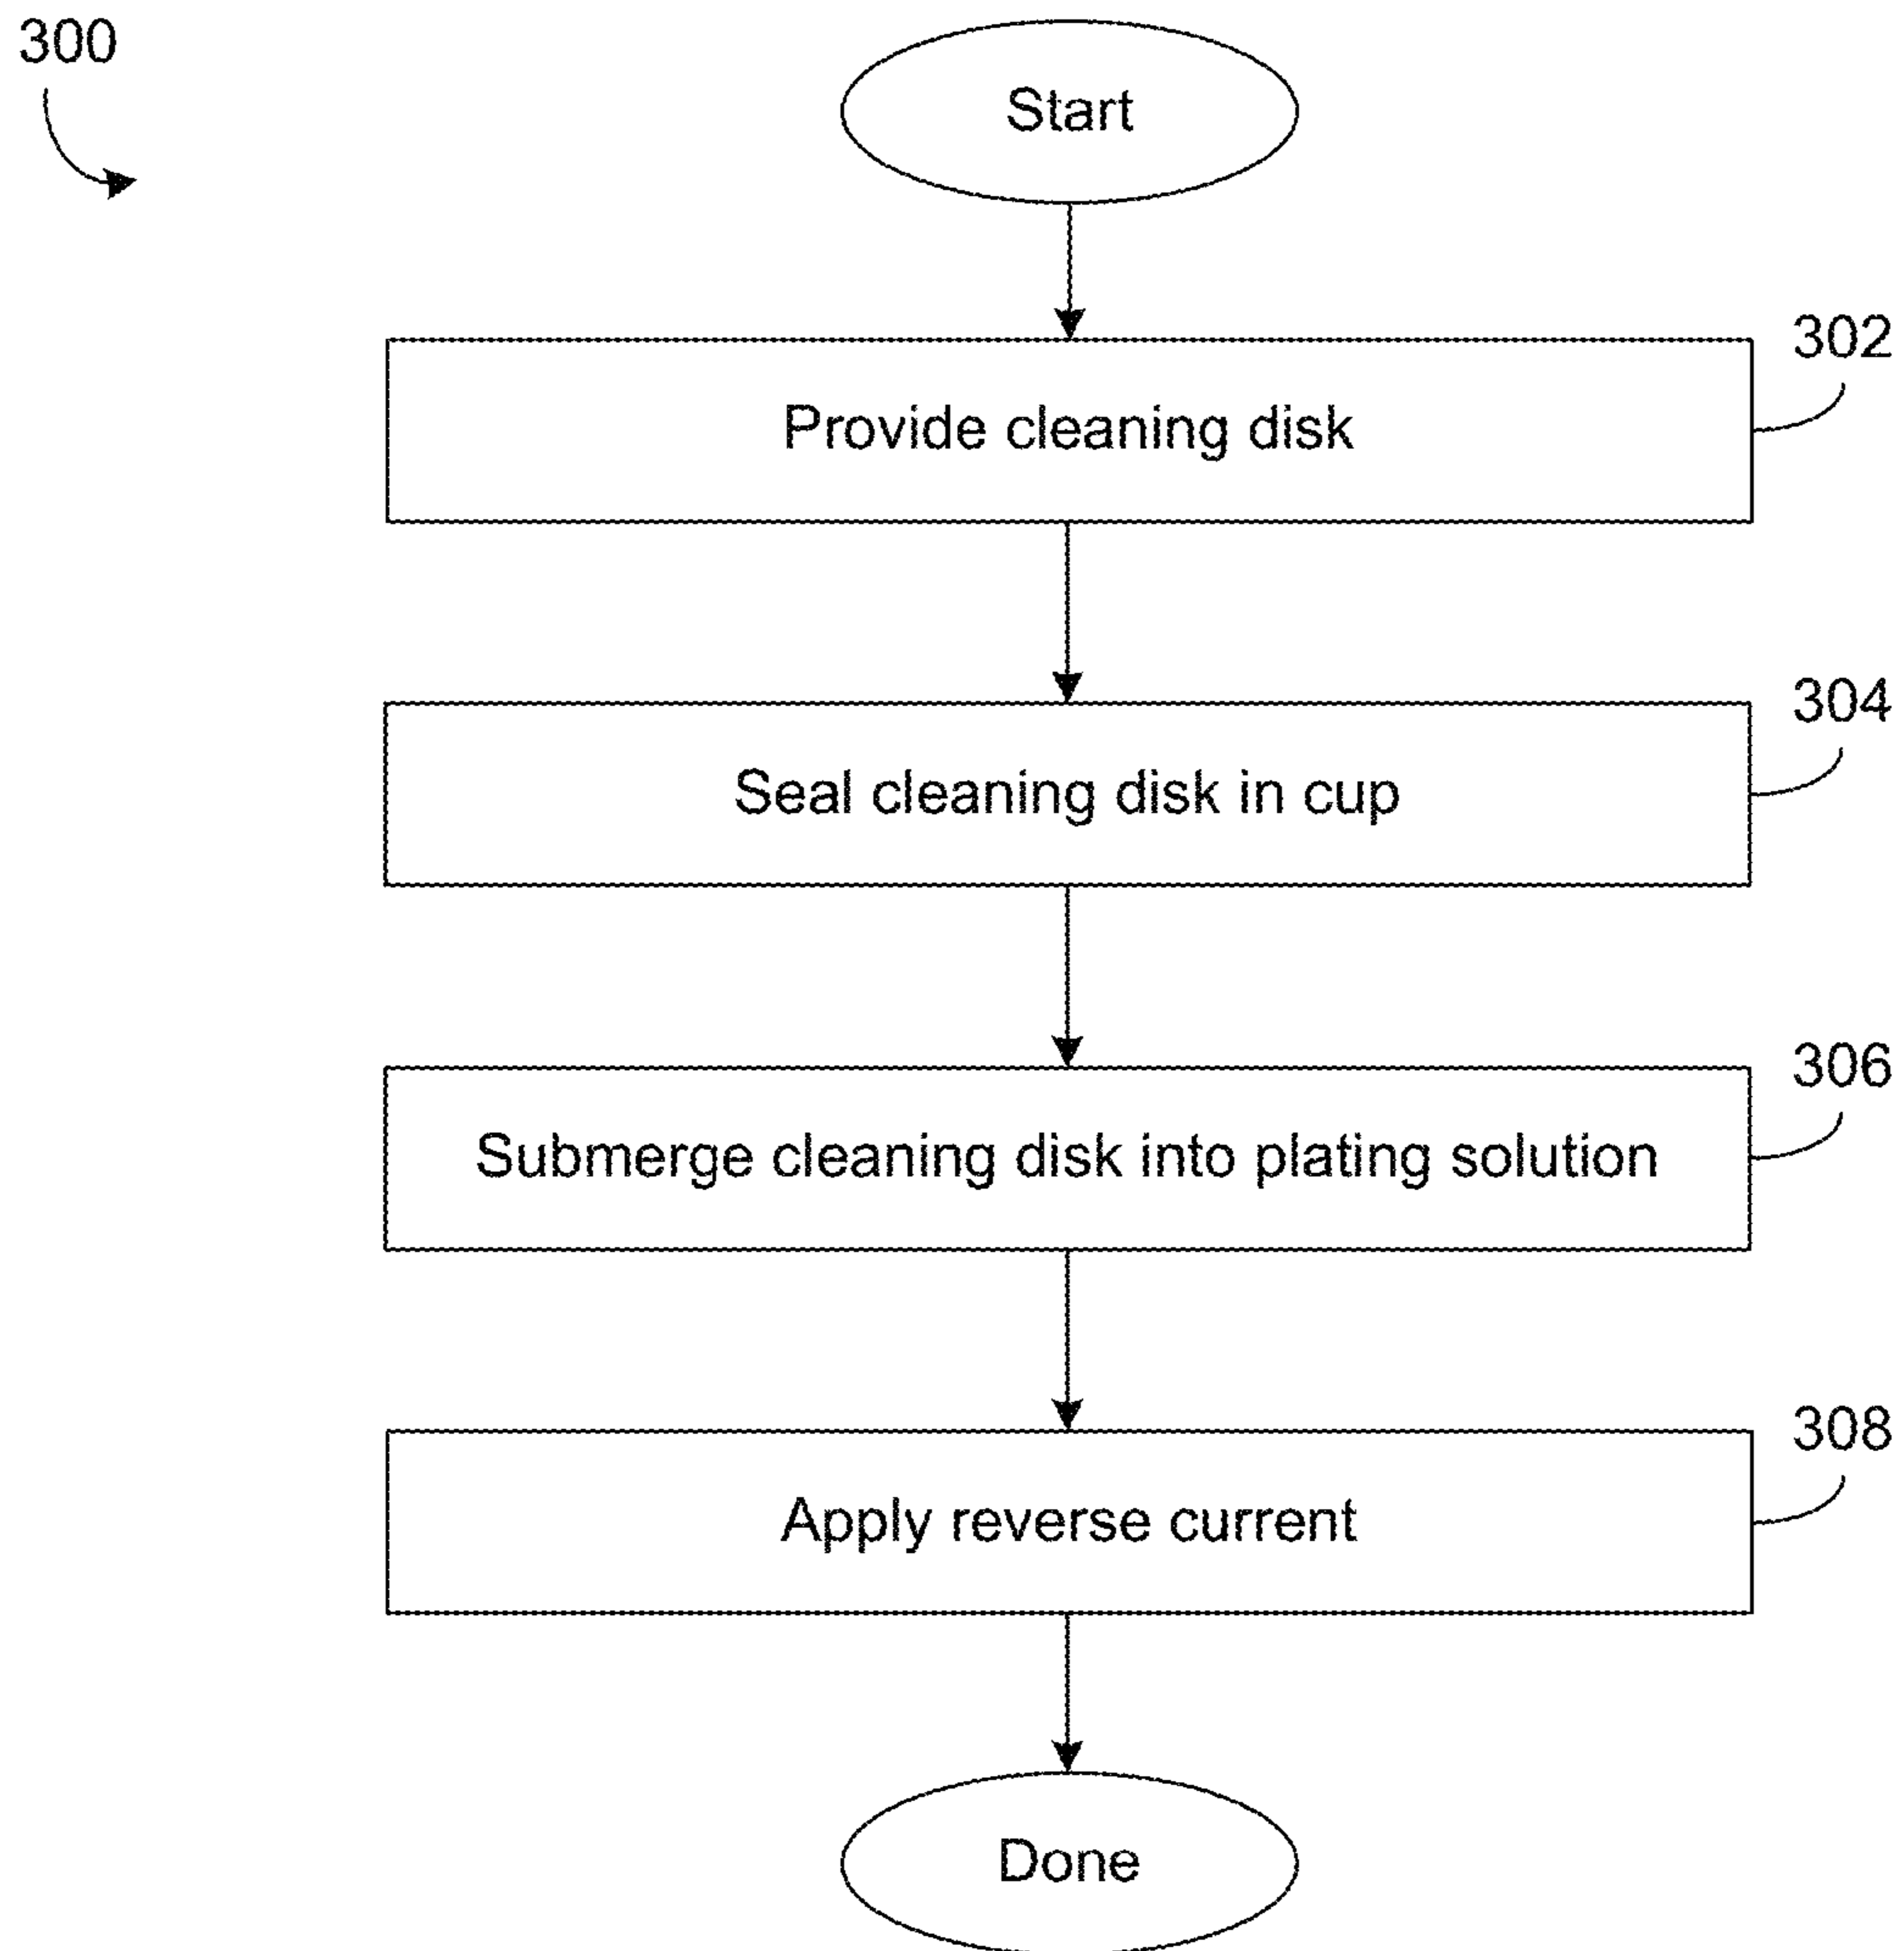 300
Start
302
Provide cleaning disk
304
Seal cleaning disk in cup
306
Submerge cleaning disk into plating solution
308
Apply reverse current
Done